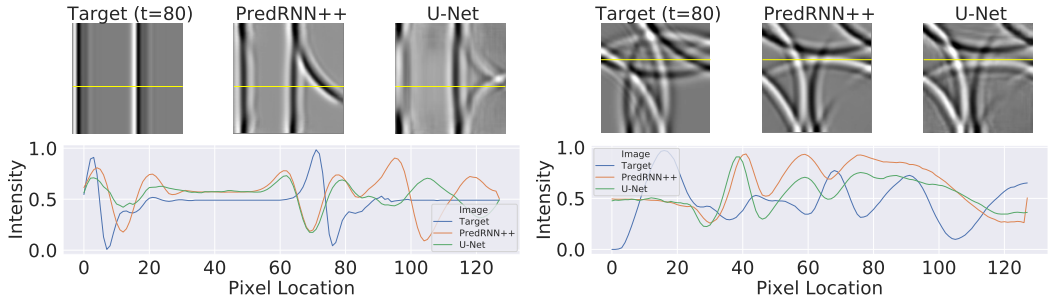 Target (t=80) PredRNN++ U-Net
1.0
0.5
0.0
Intensity
Image
Target
PredRNN++
U-Net
0 20 40 60 80 100 120
Pixel Location
Target (t=80) PredRNN++ U-Net
1.0
0.5
0.0
Intensity
Image
Target
PredRNN++
U-Net
0 20 40 60 80 100 120
Pixel Location